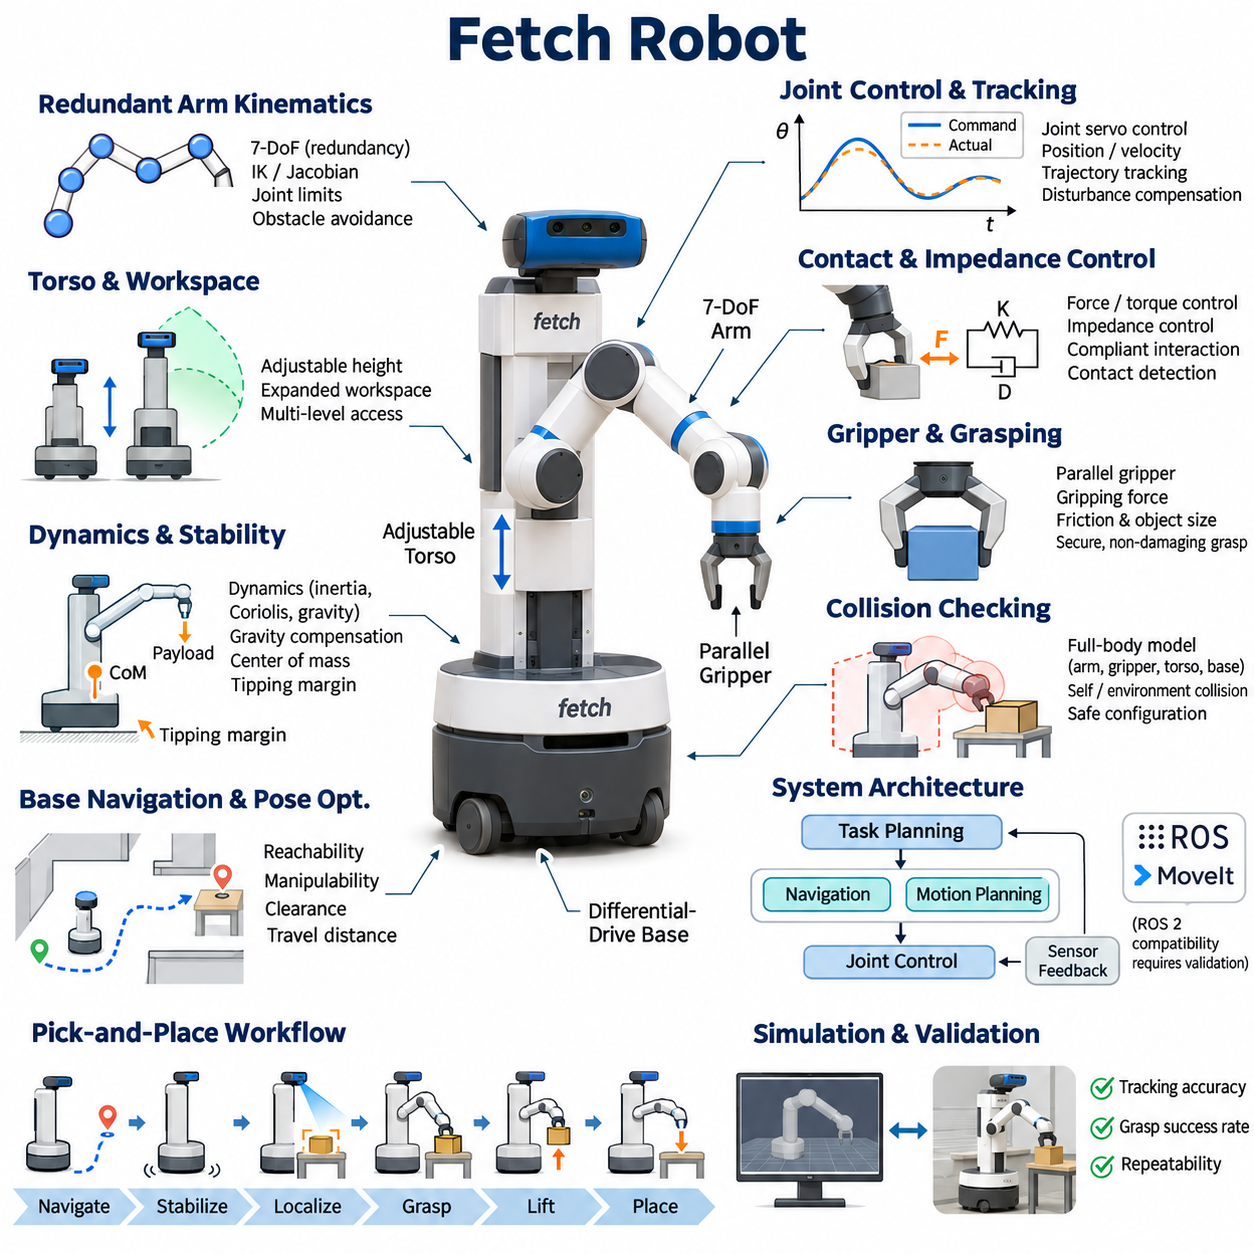 Fetch Robot
Redundant Arm Kinematics
7-DoF (redundancy)
IK / Jacobian
Joint limits
Obstacle avoidance
Torso & Workspace
Adjustable height
Expanded workspace
Multi-level access
Dynamics & Stability
Dynamics (inertia,
Coriolis, gravity)
Gravity compensation
Center of mass
Tipping margin
Payload
CoM
Tipping margin
Base Navigation & Pose Opt.
Reachability
Manipulability
Clearance
Travel distance
fetch
7-DoF
Arm
Adjustable
Torso
Parallel
Gripper
fetch
Differential-
Drive Base
Joint Control & Tracking
θ
Command
Actual
t
Joint servo control
Position / velocity
Trajectory tracking
Disturbance compensation
Contact & Impedance Control
F
K
D
Force / torque control
Impedance control
Compliant interaction
Contact detection
Gripper & Grasping
Parallel gripper
Gripping force
Friction & object size
Secure, non-damaging grasp
Collision Checking
Full-body model
(arm, gripper, torso, base)
Self / environment collision
Safe configuration
System Architecture
Task Planning
Navigation
Motion Planning
Joint Control
Sensor
Feedback
ROS
MoveIt
(ROS 2
compatibility
requires validation)
Pick-and-Place Workflow
Navigate
Stabilize
Localize
Grasp
Lift
Place
Simulation & Validation
Tracking accuracy
Grasp success rate
Repeatability